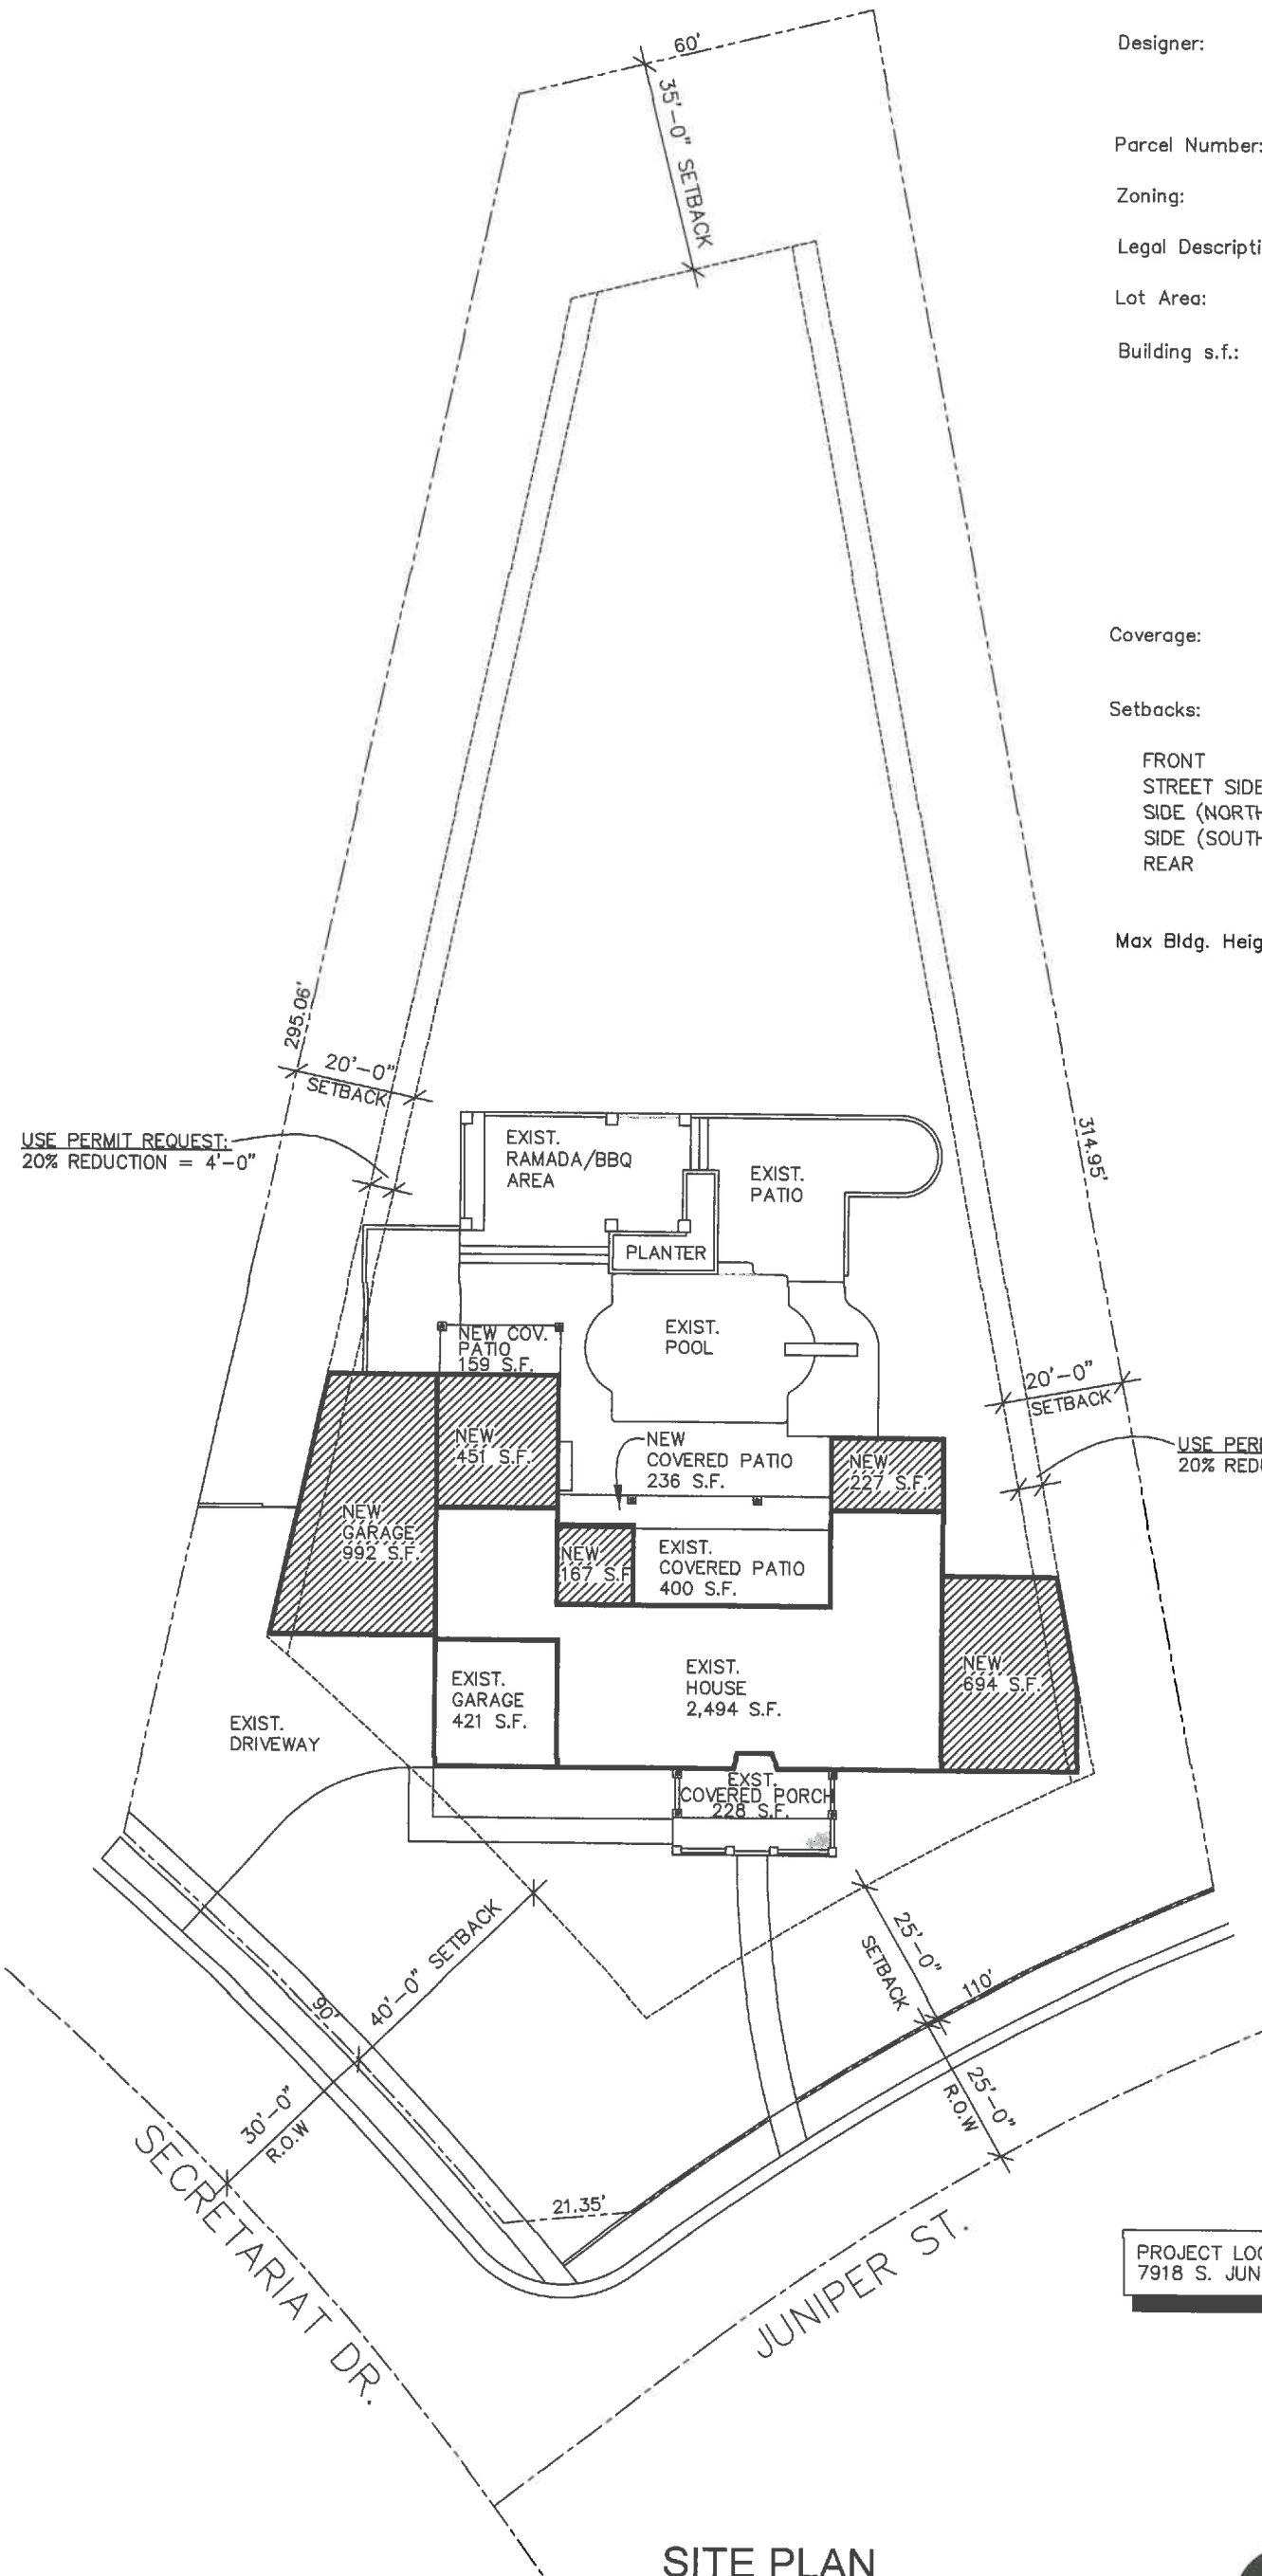 60'
Designer:
35'-0" SETBACK
Parcel Number:
Zoning:
Legal Descripti
Lot Area:
Building s.f.:
Coverage:
Setbacks:
FRONT
STREET SIDE
SIDE (NORTH
SIDE (SOUTH
REAR
Max Bldg. Heig
295.06'
20'-0"
SETBACK
USE PERMIT REQUEST:
20% REDUCTION = 4'-0"
314.95'
EXIST.
RAMADA/BBQ
AREA
EXIST.
PATIO
PLANTER
EXIST.
POOL
NEW COV.
PATIO
159 S.F.
20'-0"
SETBACK
USE PER
20% REDU
NEW
451 S.F.
NEW
COVERED PATIO
236 S.F.
NEW
227 S.F.
NEW
GARAGE
992 S.F.
NEW
167 S.F
EXIST.
COVERED PATIO
400 S.F.
EXIST.
HOUSE
2,494 S.F.
NEW
694 S.F.
EXIST.
GARAGE
421 S.F.
EXIST.
DRIVEWAY
EXST.
COVERED PORCH
228 S.F.
40'-0" SETBACK
25'-0"
SETBACK
90'
110'
30'-0"
R.O.W
25'-0"
R.O.W
21.35'
SECRETARIAT DR.
JUNIPER ST.
PROJECT LOC
7918 S. JUN
SITE PLAN